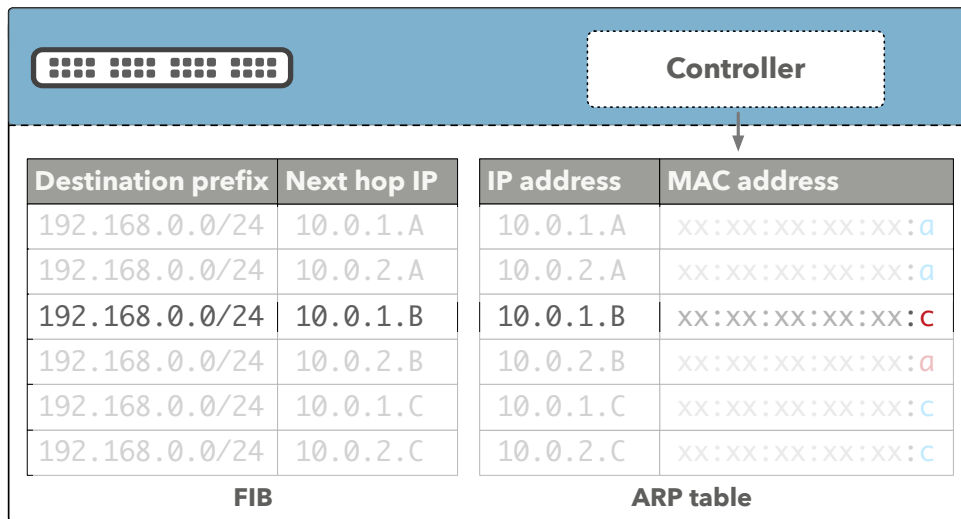 Controller
Destination prefix Next hop IP IP address MAC address
192.168.0.0/24 10.0.1.A 10.0.1.A xx:xx:xx:xx:xx:a
192.168.0.0/24 10.0.2.A 10.0.2.A xx:xx:xx:xx:xx:a
192.168.0.0/24 10.0.1.B 10.0.1.B xx:xx:xx:xx:xx:c
192.168.0.0/24 10.0.2.B 10.0.2.B xx:xx:xx:xx:xx:a
192.168.0.0/24 10.0.1.C 10.0.1.C xx:xx:xx:xx:xx:c
192.168.0.0/24 10.0.2.C 10.0.2.C xx:xx:xx:xx:xx:c
FIB ARP table